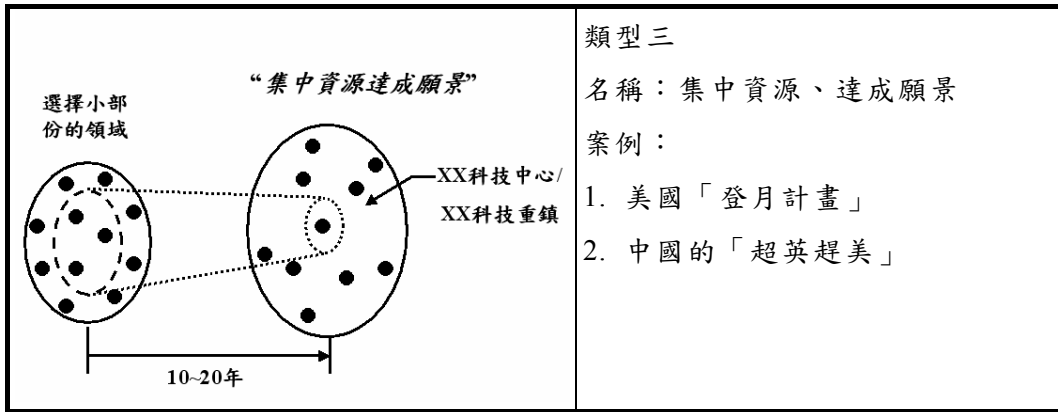 選擇小部
份的領域
“集中資源達成願景”
XX科技中心/
XX科技重鎮
10~20年
類型三
名稱：集中資源、達成願景
案例：
1. 美國「登月計畫」
2. 中國的「超英趕美」